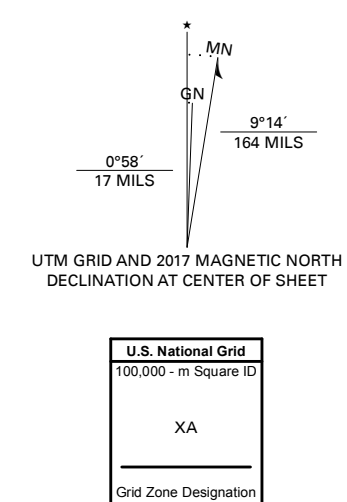 ★
MN
GN
9°14´
164 MILS
0°58´
17 MILS
UTM GRID AND 2017 MAGNETIC NORTH
DECLINATION AT CENTER OF SHEET
U.S. National Grid
100,000 - m Square ID
XA
Grid Zone Designation